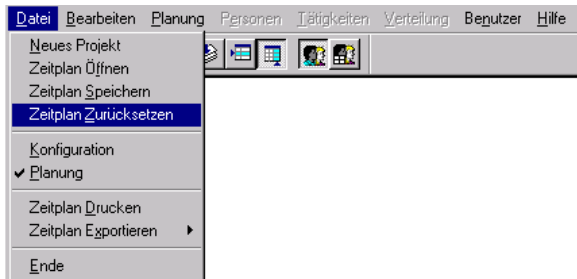 Datei Bearbeiten Planung Personen Tätigkeiten Verteilung Benutzer Hilfe
Neues Projekt
Zeitplan Öffnen
Zeitplan Speichern
Zeitplan Zurücksetzen
Konfiguration
Planung
Zeitplan Drucken
Zeitplan Exportieren
Ende